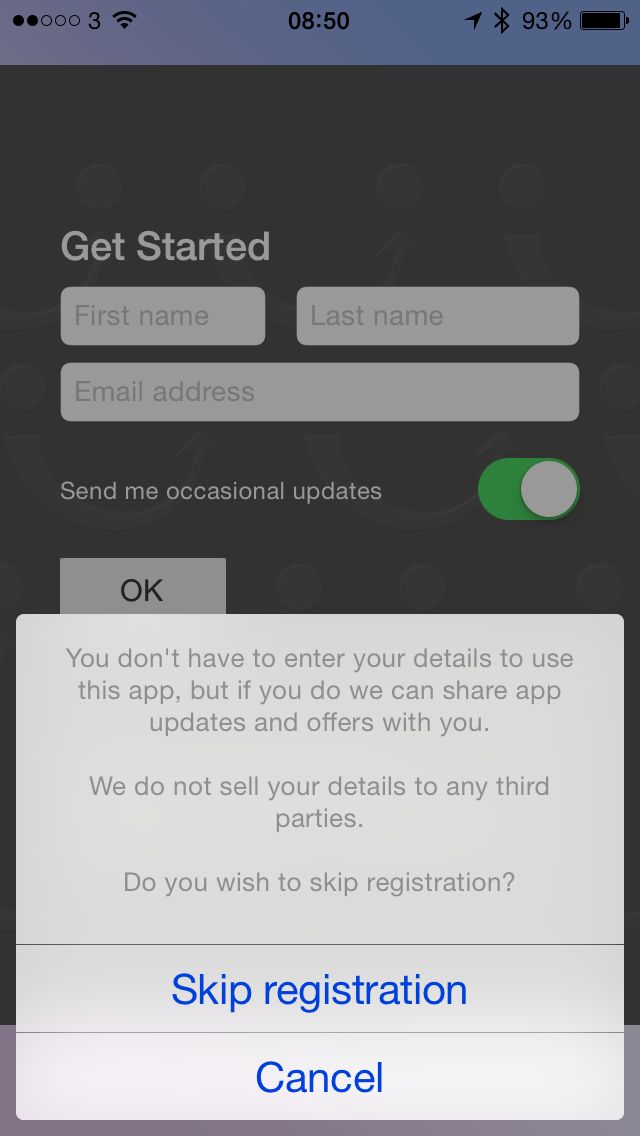 3 08:50 93%
Get Started
First name Last name
Email address
Send me occasional updates
OK
You don't have to enter your details to use
this app, but if you do we can share app
updates and offers with you.
We do not sell your details to any third
parties.
Do you wish to skip registration?
Skip registration
Cancel